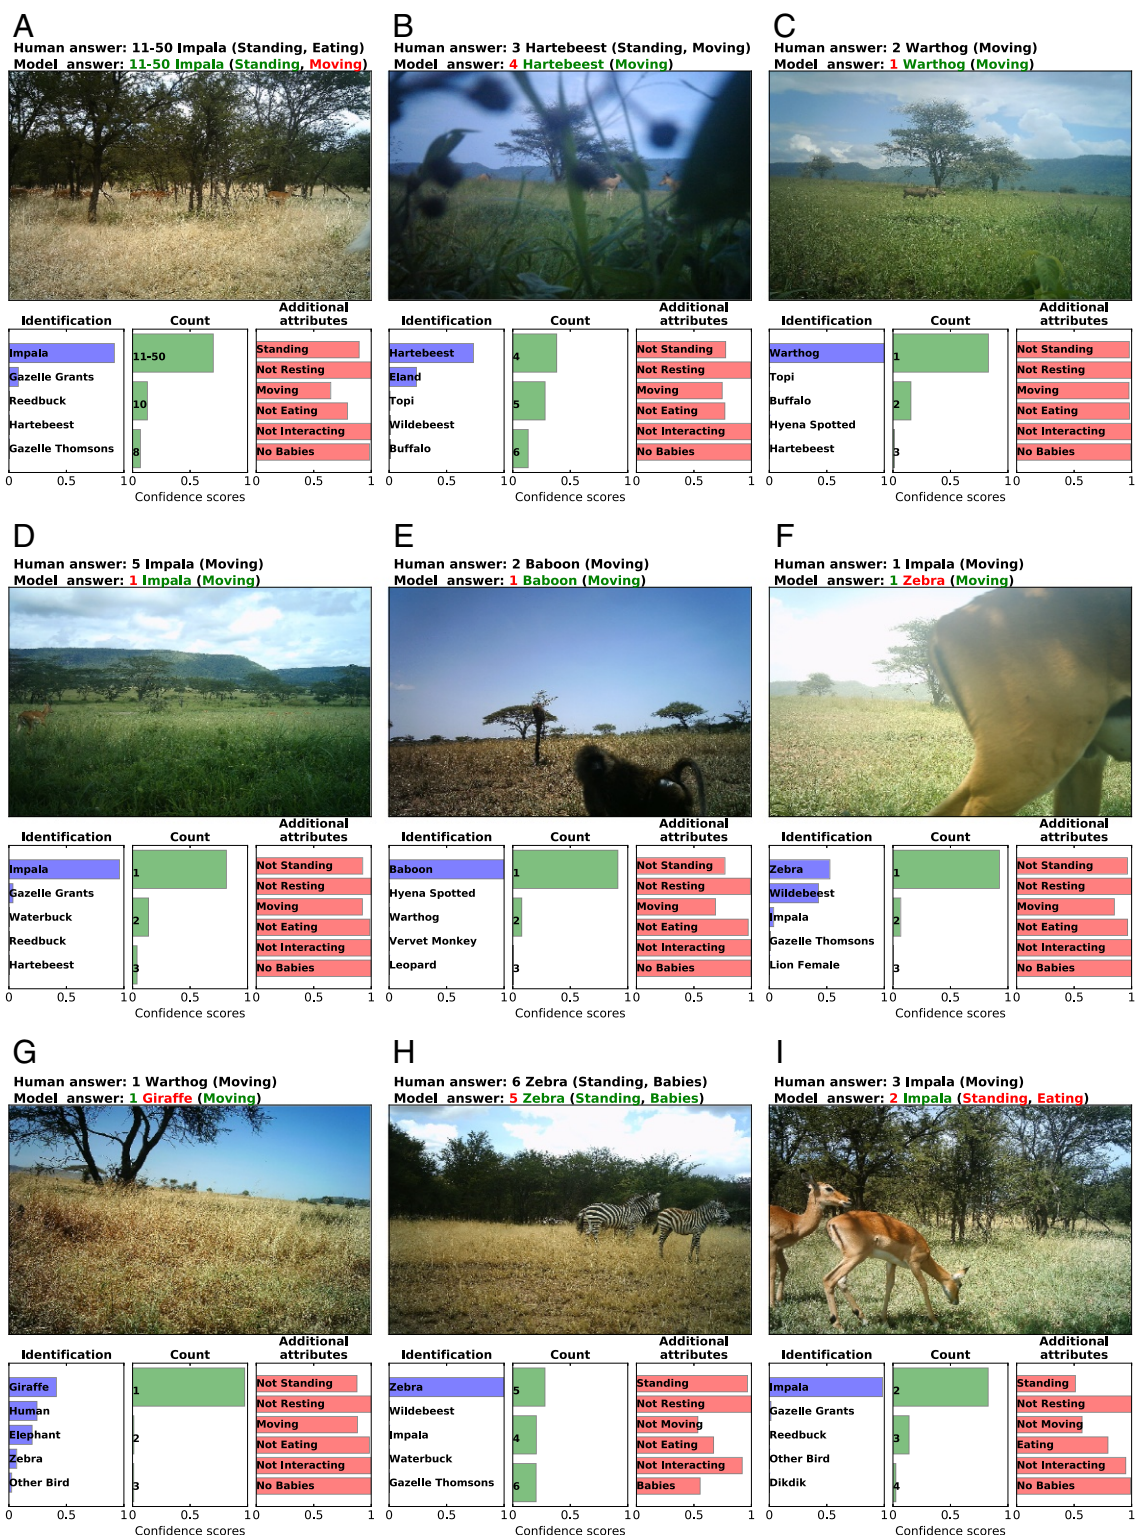 A
Human answer: 11-50 Impala (Standing, Eating)
Model answer: 11-50 Impala (Standing, Moving)
Identification Count Additional attributes
Impala
Gazelle Grants
Reedbuck
Hartebeest
Gazelle Thomsons
11-50
10
8
Standing
Not Resting
Moving
Not Eating
Not Interacting
No Babies
0 0.5 1 0 0.5 1 0 0.5 1
Confidence scores
B
Human answer: 3 Hartebeest (Standing, Moving)
Model answer: 4 Hartebeest (Moving)
Identification Count Additional attributes
Hartebeest
Eland
Topi
Wildebeest
Buffalo
4
5
6
Not Standing
Not Resting
Moving
Not Eating
Not Interacting
No Babies
0 0.5 1 0 0.5 1 0 0.5 1
Confidence scores
C
Human answer: 2 Warthog (Moving)
Model answer: 1 Warthog (Moving)
Identification Count Additional attributes
Warthog
Topi
Buffalo
Hyena Spotted
Hartebeest
1
2
3
Not Standing
Not Resting
Moving
Not Eating
Not Interacting
No Babies
0 0.5 1 0 0.5 1 0 0.5 1
Confidence scores
D
Human answer: 5 Impala (Moving)
Model answer: 1 Impala (Moving)
Identification Count Additional attributes
Impala
Gazelle Grants
Waterbuck
Reedbuck
Hartebeest
1
2
3
Not Standing
Not Resting
Moving
Not Eating
Not Interacting
No Babies
0 0.5 1 0 0.5 1 0 0.5 1
Confidence scores
E
Human answer: 2 Baboon (Moving)
Model answer: 1 Baboon (Moving)
Identification Count Additional attributes
Baboon
Hyena Spotted
Warthog
Vervet Monkey
Leopard
1
2
3
Not Standing
Not Resting
Moving
Not Eating
Not Interacting
No Babies
0 0.5 1 0 0.5 1 0 0.5 1
Confidence scores
F
Human answer: 1 Impala (Moving)
Model answer: 1 Zebra (Moving)
Identification Count Additional attributes
Zebra
Wildebeest
Impala
Gazelle Thomsons
Lion Female
1
2
3
Not Standing
Not Resting
Moving
Not Eating
Not Interacting
No Babies
0 0.5 1 0 0.5 1 0 0.5 1
Confidence scores
G
Human answer: 1 Warthog (Moving)
Model answer: 1 Giraffe (Moving)
Identification Count Additional attributes
Giraffe
Human
Elephant
Zebra
Other Bird
1
2
3
Not Standing
Not Resting
Moving
Not Eating
Not Interacting
No Babies
0 0.5 1 0 0.5 1 0 0.5 1
Confidence scores
H
Human answer: 6 Zebra (Standing, Babies)
Model answer: 5 Zebra (Standing, Babies)
Identification Count Additional attributes
Zebra
Wildebeest
Impala
Waterbuck
Gazelle Thomsons
5
4
6
Standing
Not Resting
Not Moving
Not Eating
Not Interacting
Babies
0 0.5 1 0 0.5 1 0 0.5 1
Confidence scores
I
Human answer: 3 Impala (Moving)
Model answer: 2 Impala (Standing, Eating)
Identification Count Additional attributes
Impala
Gazelle Grants
Reedbuck
Other Bird
Dikdik
2
3
4
Standing
Not Resting
Not Moving
Eating
Not Interacting
No Babies
0 0.5 1 0 0.5 1 0 0.5 1
Confidence scores